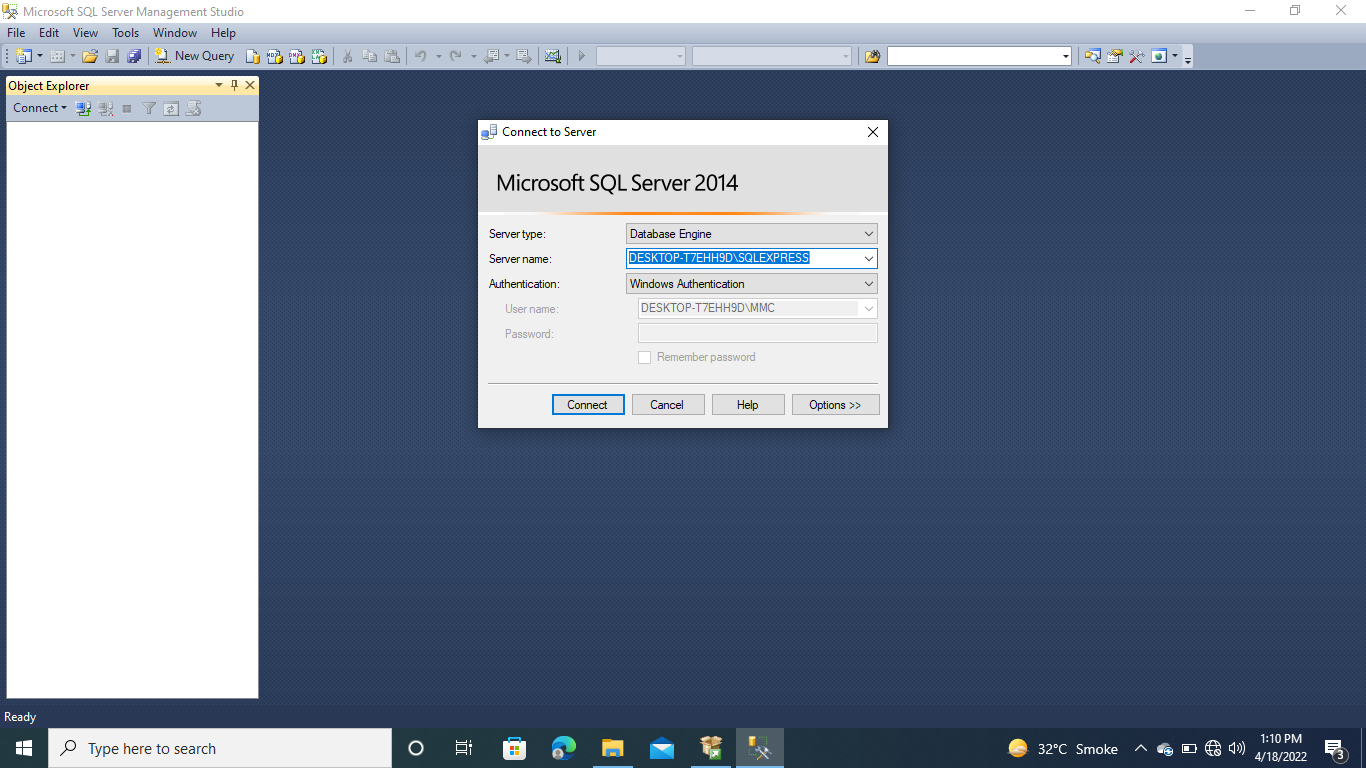 Microsoft SQL Server Management Studio
File Edit View Tools Window Help
New Query
Object Explorer
Connect
Connect to Server
Microsoft SQL Server 2014
Server type: Database Engine
Server name: DESKTOP-T7EHH9D\SQLEXPRESS
Authentication: Windows Authentication
User name: DESKTOP-T7EHH9D\MMC
Password:
Remember password
Connect Cancel Help Options >>
Ready
Type here to search
32°C Smoke
1:10 PM
4/18/2022
3